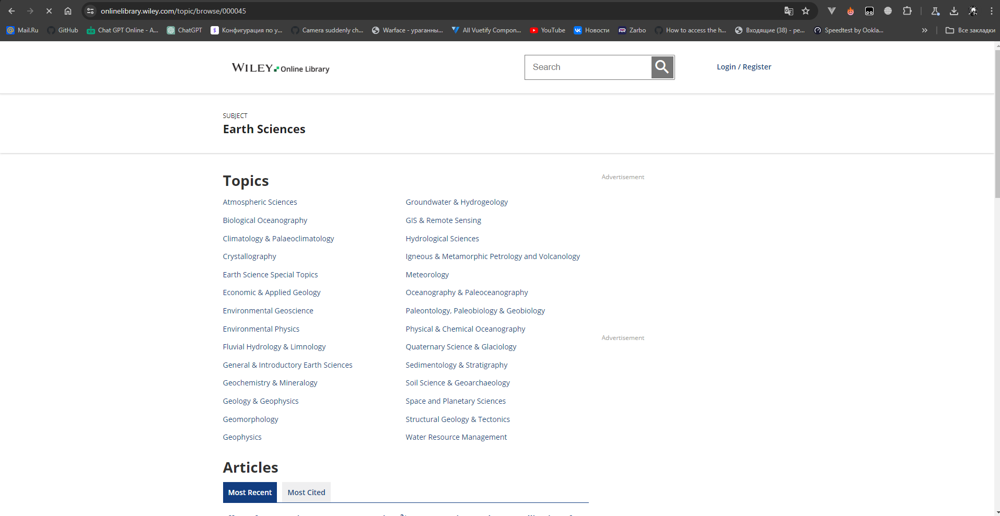 onlinelibrary.wiley.com/topic/browse/000045
Mail.Ru GitHub Chat GPT Online - A... ChatGPT Конфигурация по у... Camera suddenly ch... Warface - ураганны... All Vuetify Compon... YouTube Новости Zarbo How to access the h... Входящие (38) - pe... Speedtest by Ookla... » Все закладки
WILEY Online Library
Search
Login / Register
SUBJECT
Earth Sciences
Topics
Atmospheric Sciences
Biological Oceanography
Climatology & Palaeoclimatology
Crystallography
Earth Science Special Topics
Economic & Applied Geology
Environmental Geoscience
Environmental Physics
Fluvial Hydrology & Limnology
General & Introductory Earth Sciences
Geochemistry & Mineralogy
Geology & Geophysics
Geomorphology
Geophysics
Groundwater & Hydrogeology
GIS & Remote Sensing
Hydrological Sciences
Igneous & Metamorphic Petrology and Volcanology
Meteorology
Oceanography & Paleoceanography
Paleontology, Paleobiology & Geobiology
Physical & Chemical Oceanography
Quaternary Science & Glaciology
Sedimentology & Stratigraphy
Soil Science & Geoarchaeology
Space and Planetary Sciences
Structural Geology & Tectonics
Water Resource Management
Advertisement
Advertisement
Articles
Most Recent Most Cited